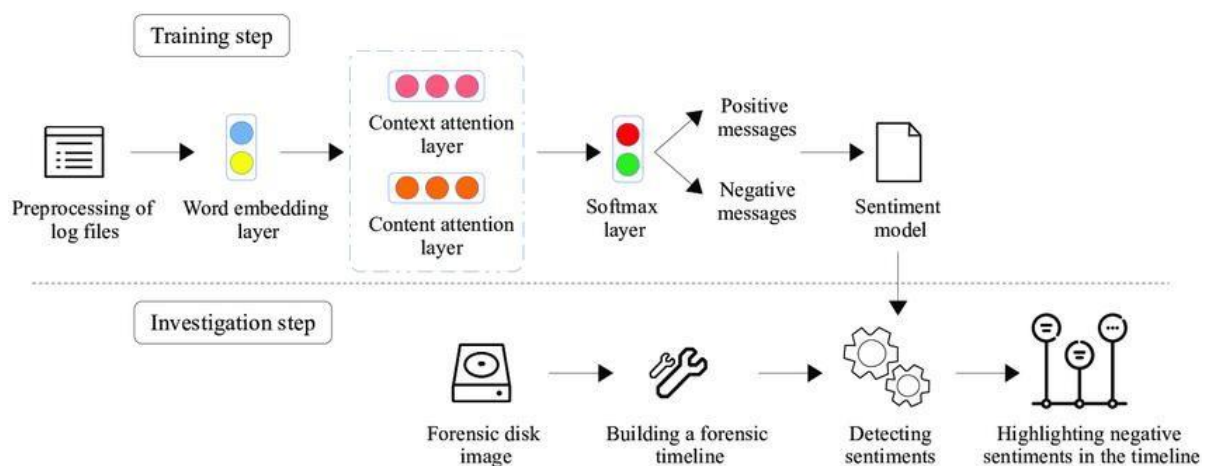 Training step
Preprocessing of
log files
Word embedding
layer
Context attention
layer
Content attention
layer
Softmax
layer
Positive
messages
Negative
messages
Sentiment
model
Investigation step
Forensic disk
image
Building a forensic
timeline
Detecting
sentiments
Highlighting negative
sentiments in the timeline